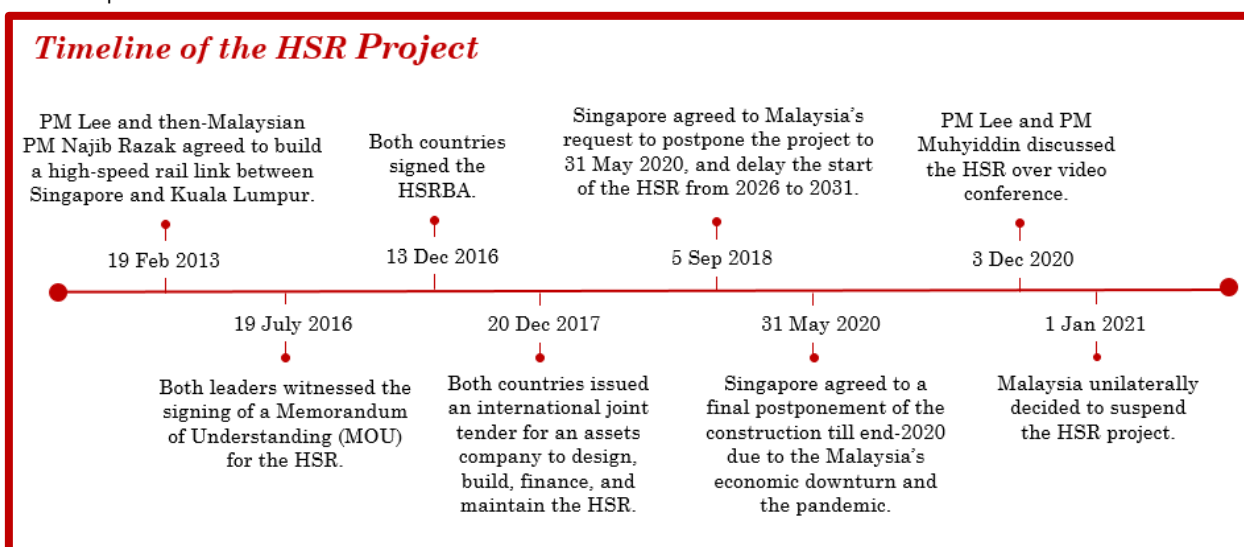 Timeline of the HSR Project
PM Lee and then-Malaysian
PM Najib Razak agreed to build
a high-speed rail link between
Singapore and Kuala Lumpur.
19 Feb 2013
19 July 2016
Both leaders witnessed the
signing of a Memorandum
of Understanding (MOU)
for the HSR.
Both countries
signed the
HSRBA.
13 Dec 2016
20 Dec 2017
Both countries issued
an international joint
tender for an assets
company to design,
build, finance, and
maintain the HSR.
Singapore agreed to Malaysia's
request to postpone the project to
31 May 2020, and delay the start
of the HSR from 2026 to 2031.
5 Sep 2018
31 May 2020
Singapore agreed to a
final postponement of the
construction till end-2020
due to the Malaysia's
economic downturn and
the pandemic.
PM Lee and PM
Muhyiddin discussed
the HSR over video
conference.
3 Dec 2020
1 Jan 2021
Malaysia unilaterally
decided to suspend
the HSR project.